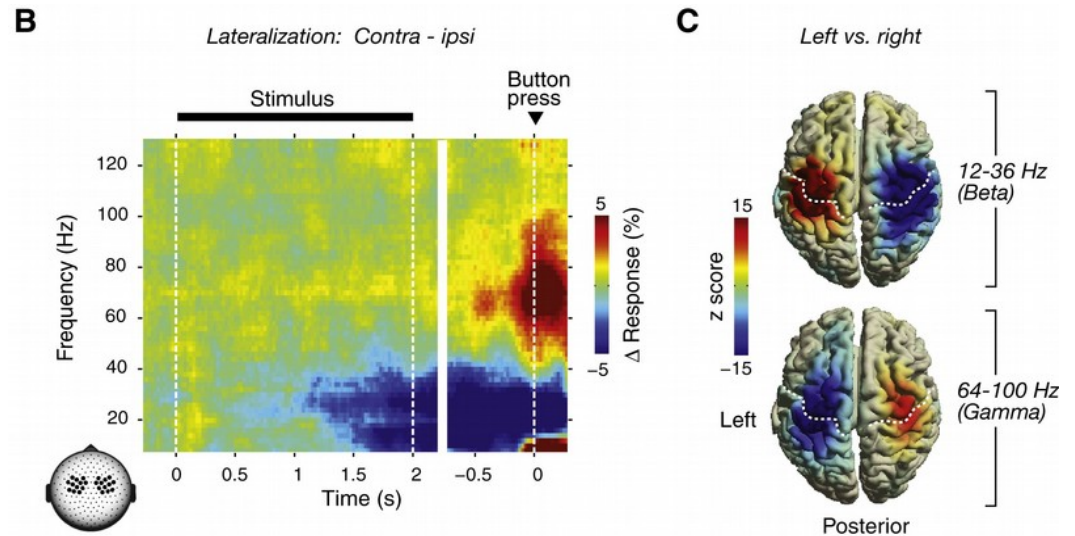 B
Lateralization: Contra - ipsi
Stimulus
Button
press
120
100
80
60
40
20
Frequency (Hz)
0
0.5
1
1.5
2
−0.5
0
Time (s)
5
−5
Δ Response (%)
C
Left vs. right
15
−15
z score
12-36 Hz
(Beta)
64-100 Hz
(Gamma)
Left
Posterior